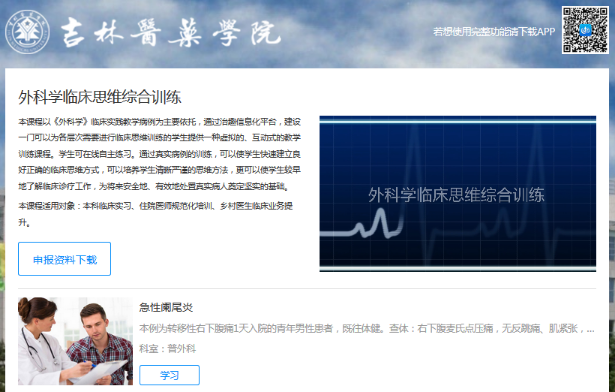 吉林醫藥學院
若想使用完整功能请下载APP
外科学临床思维综合训练
本课程以《外科学》临床实践教学病例为主要依托，通过治趣信息化平台，建设
一门可以为各层次需要进行临床思维训练的学生提供一种虚拟的、互动式的教学
训练课程。学生可在线自主练习。通过真实病例的训练，可以使学生快速建立良
好正确的临床思维方式，可以培养学生清晰严谨的思维方法，更可以使学生较早
地了解临床诊疗工作，为将来安全地、有效地处置真实病人奠定坚实的基础。
本课程适用对象：本科临床实习、住院医师规范化培训、乡村医生临床业务提
升。
外科学临床思维综合训练
申报资料下载
急性阑尾炎
本例为转移性右下腹痛1天入院的青年男性患者，既往体健。查体：右下腹麦氏点压痛，无反跳痛、肌紧张，...
科室：普外科
学习